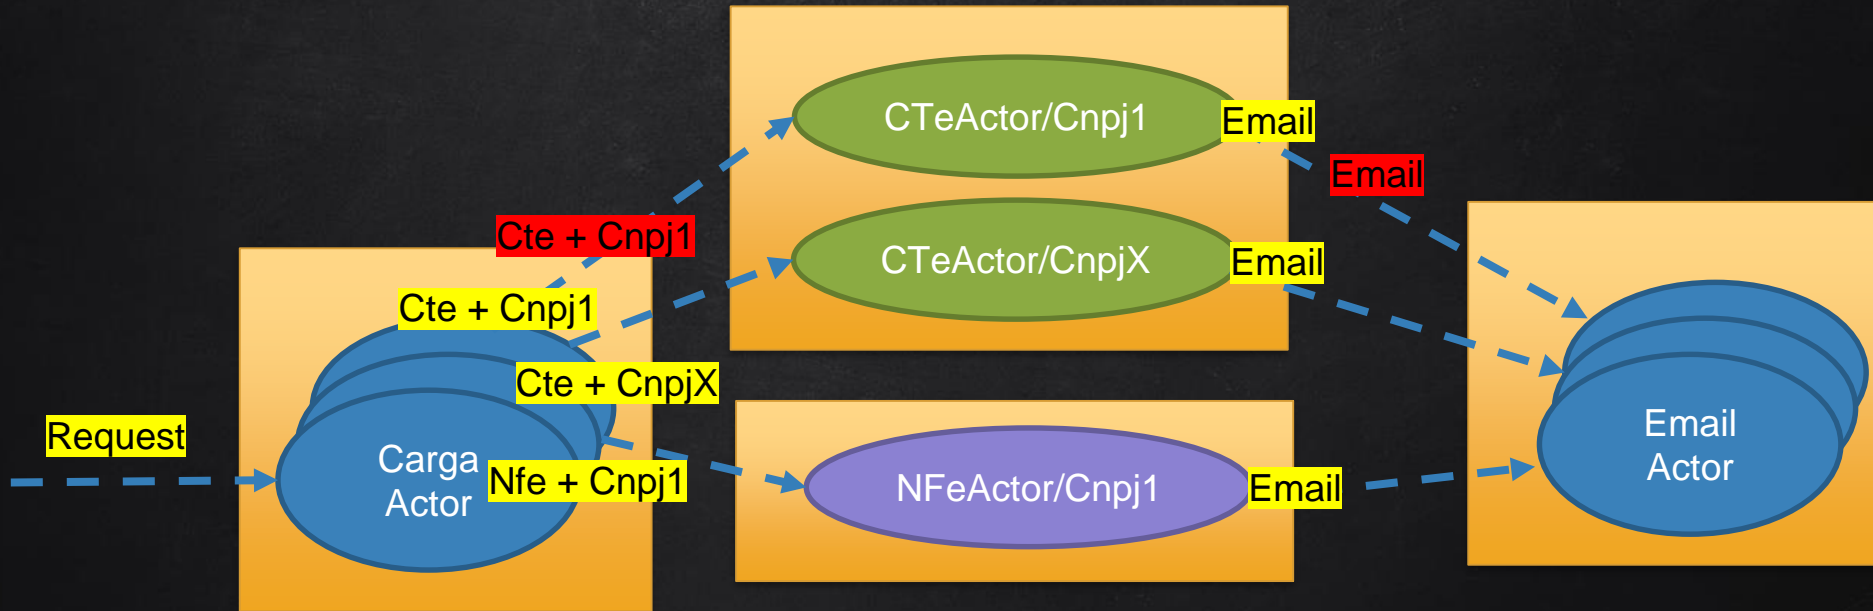 Request
Carga
Actor
Cte + Cnpj1
Cte + Cnpj1
Cte + CnpjX
Nfe + Cnpj1
CTeActor/Cnpj1
CTeActor/CnpjX
NFeActor/Cnpj1
Email
Email
Email
Email
Email
Actor